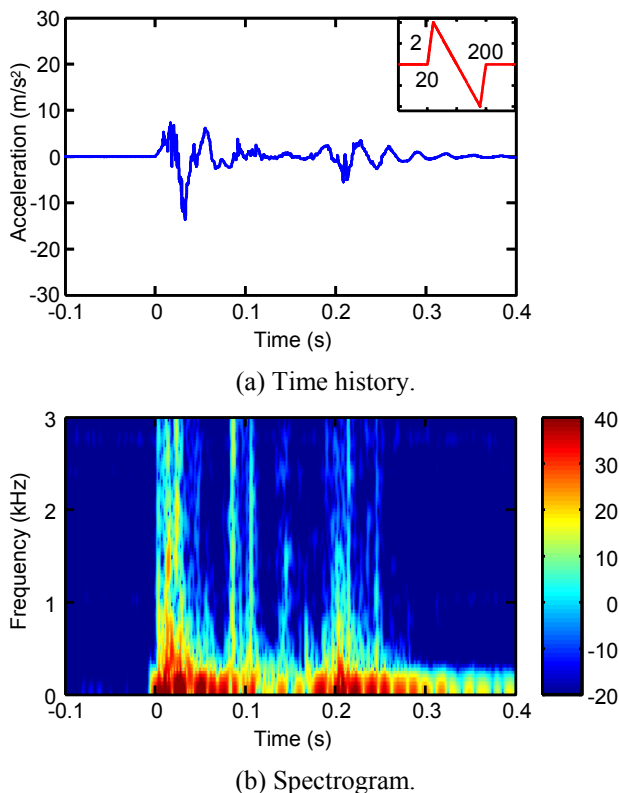 30
20
10
0
-10
-20
-30
Acceleration (m/s²)
2
200
20
-0.1 0 0.1 0.2 0.3 0.4
Time (s)
(a) Time history.
3
2
1
0
Frequency (kHz)
-0.1 0 0.1 0.2 0.3 0.4
Time (s)
40
30
20
10
0
-10
-20
(b) Spectrogram.